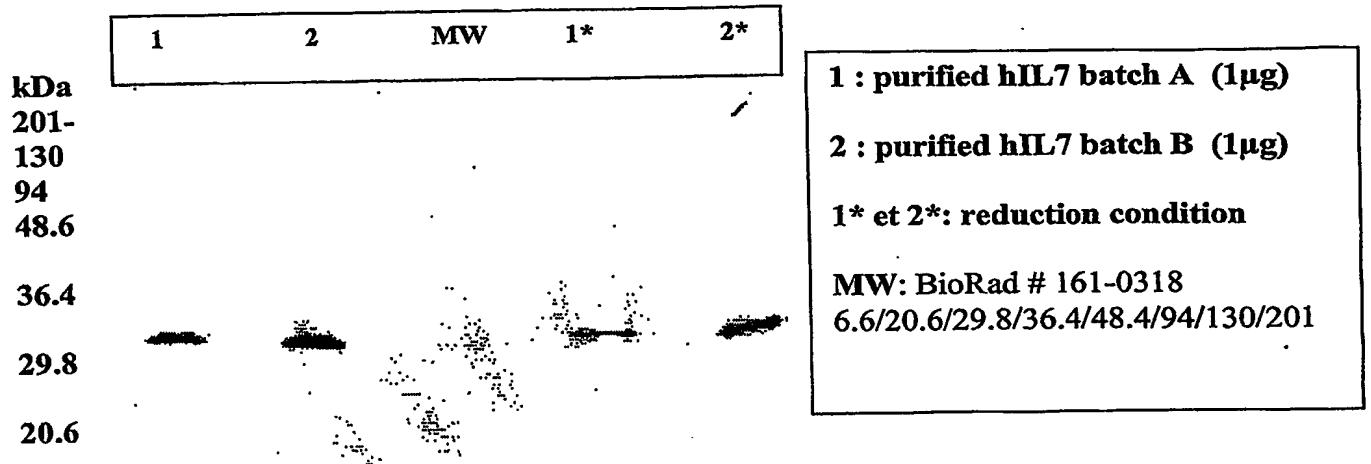 1 2 MW 1* 2*
kDa
201-
130
94
48.6
36.4
29.8
20.6
1 : purified hIL7 batch A (1µg)
2 : purified hIL7 batch B (1µg)
1* et 2*: reduction condition
MW: BioRad # 161-0318
6.6/20.6/29.8/36.4/48.4/94/130/201